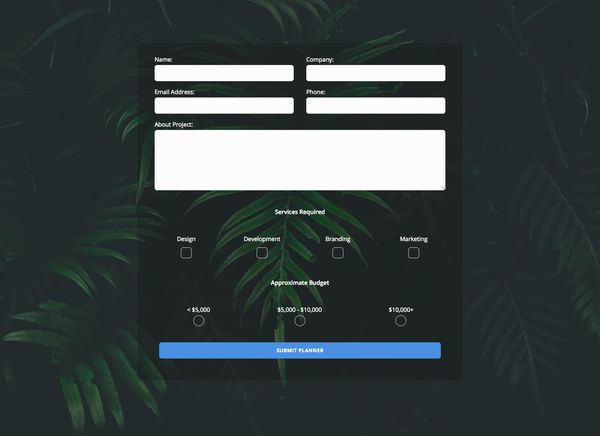 Name: Company:
Email Address: Phone:
About Project:
Services Required
Design Development Branding Marketing
Approximate Budget
< $5,000 $5,000 - $10,000 $10,000+
SUBMIT PLANNER